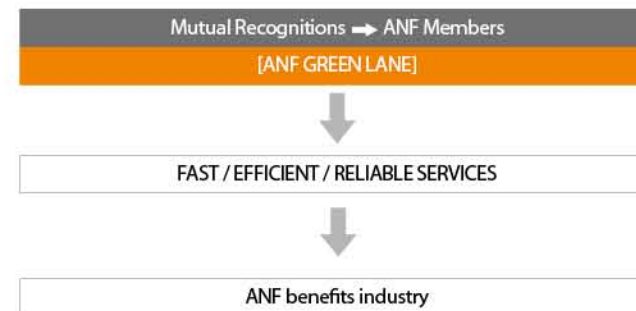 Mutual Recognitions ➡ ANF Members
[ANF GREEN LANE]
FAST / EFFICIENT / RELIABLE SERVICES
ANF benefits industry